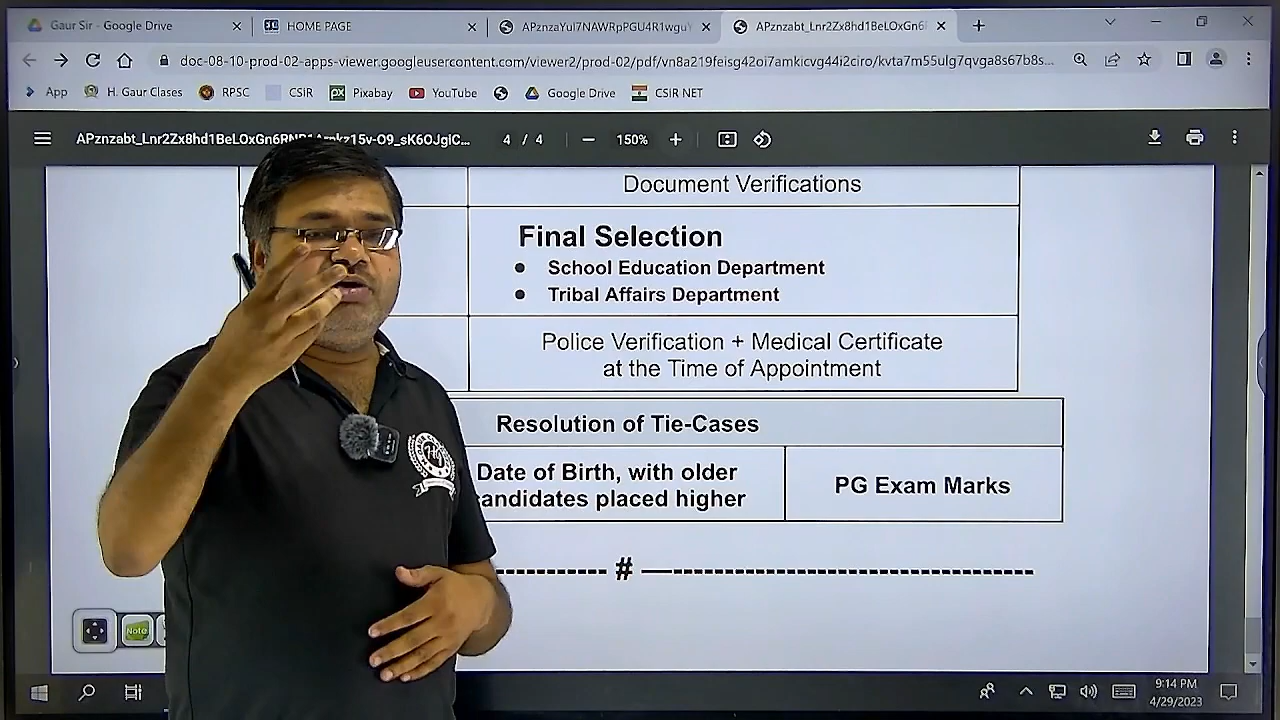 Gaur Sir - Google Drive
HOME PAGE
APznzaYul7NAWRpPGU4R1wguY
APznzabt_Lnr2Zx8hd1BeLOxGn6F
doc-08-10-prod-02-apps-viewer.googleusercontent.com/viewer2/prod-02/pdf/vn8a219feisg42oi7amkicvg44i2ciro/kvta7m55ulg7qvga8s67b8s...
App
H. Gaur Clases
RPSC
CSIR
Pixabay
YouTube
Google Drive
CSIR NET
4 / 4
150%
Document Verifications
Final Selection
● School Education Department
● Tribal Affairs Department
Police Verification + Medical Certificate
at the Time of Appointment
Resolution of Tie-Cases
Date of Birth, with older
candidates placed higher
PG Exam Marks
#
Note
9:14 PM
4/29/2023